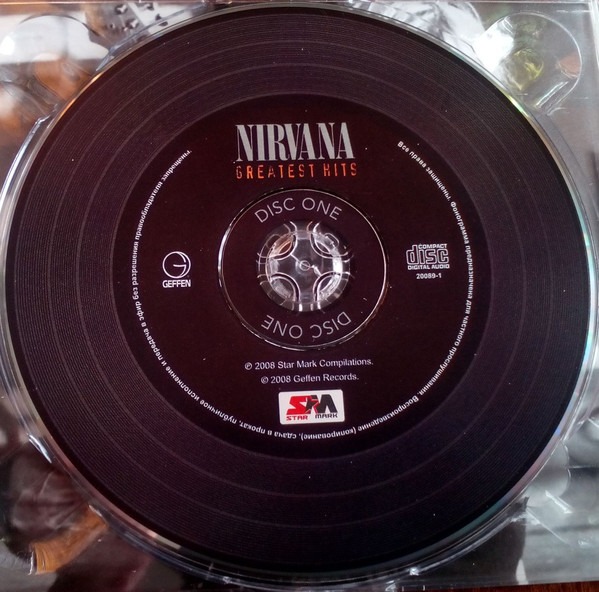 NIRVANA
GREATEST HITS
DISC ONE
GEFFEN
COMPACT
disc
DIGITAL AUDIO
20089-1
DISC ONE
℗ 2008 Star Mark Compilations.
© 2008 Geffen Records.
SM
STAR MARK
Все права защищены. Фонограмма предназначена для частного прослушивания. Воспроизведение (копирование), сдача в прокат, публичное исполнение и передача в эфир без разрешения правообладателя запрещены.